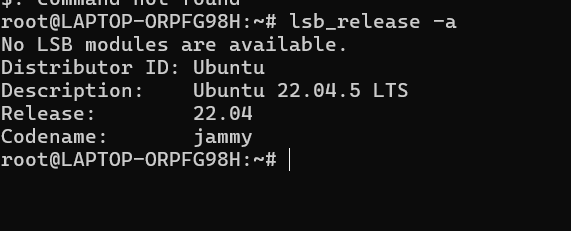 $: command not found
root@LAPTOP-ORPFG98H:~# lsb_release -a
No LSB modules are available.
Distributor ID: Ubuntu
Description:    Ubuntu 22.04.5 LTS
Release:        22.04
Codename:       jammy
root@LAPTOP-ORPFG98H:~#